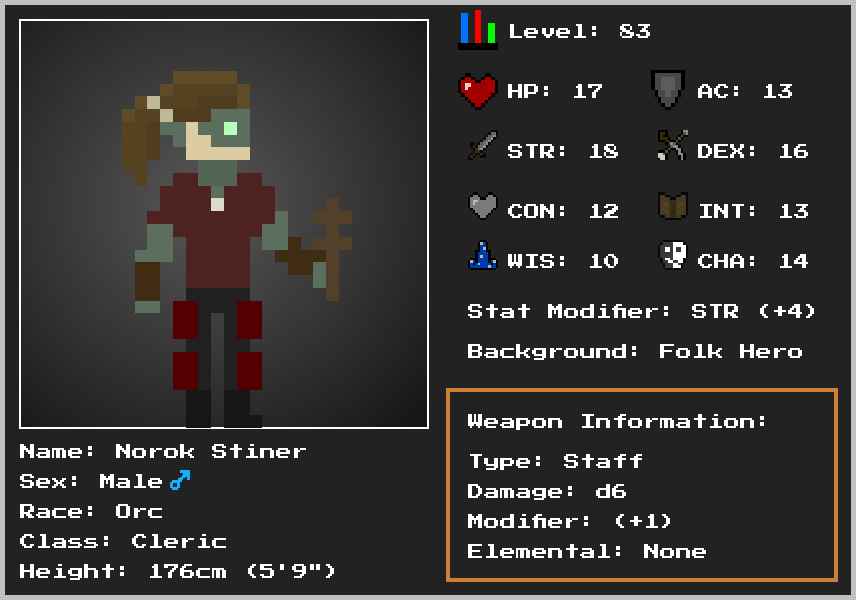 Level: 83
HP: 17 AC: 13
STR: 18 DEX: 16
CON: 12 INT: 13
WIS: 10 CHA: 14
Stat Modifier: STR (+4)
Background: Folk Hero
Weapon Information:
Type: Staff
Damage: d6
Modifier: (+1)
Elemental: None
Name: Norok Stiner
Sex: Male ♂
Race: Orc
Class: Cleric
Height: 176cm (5'9")